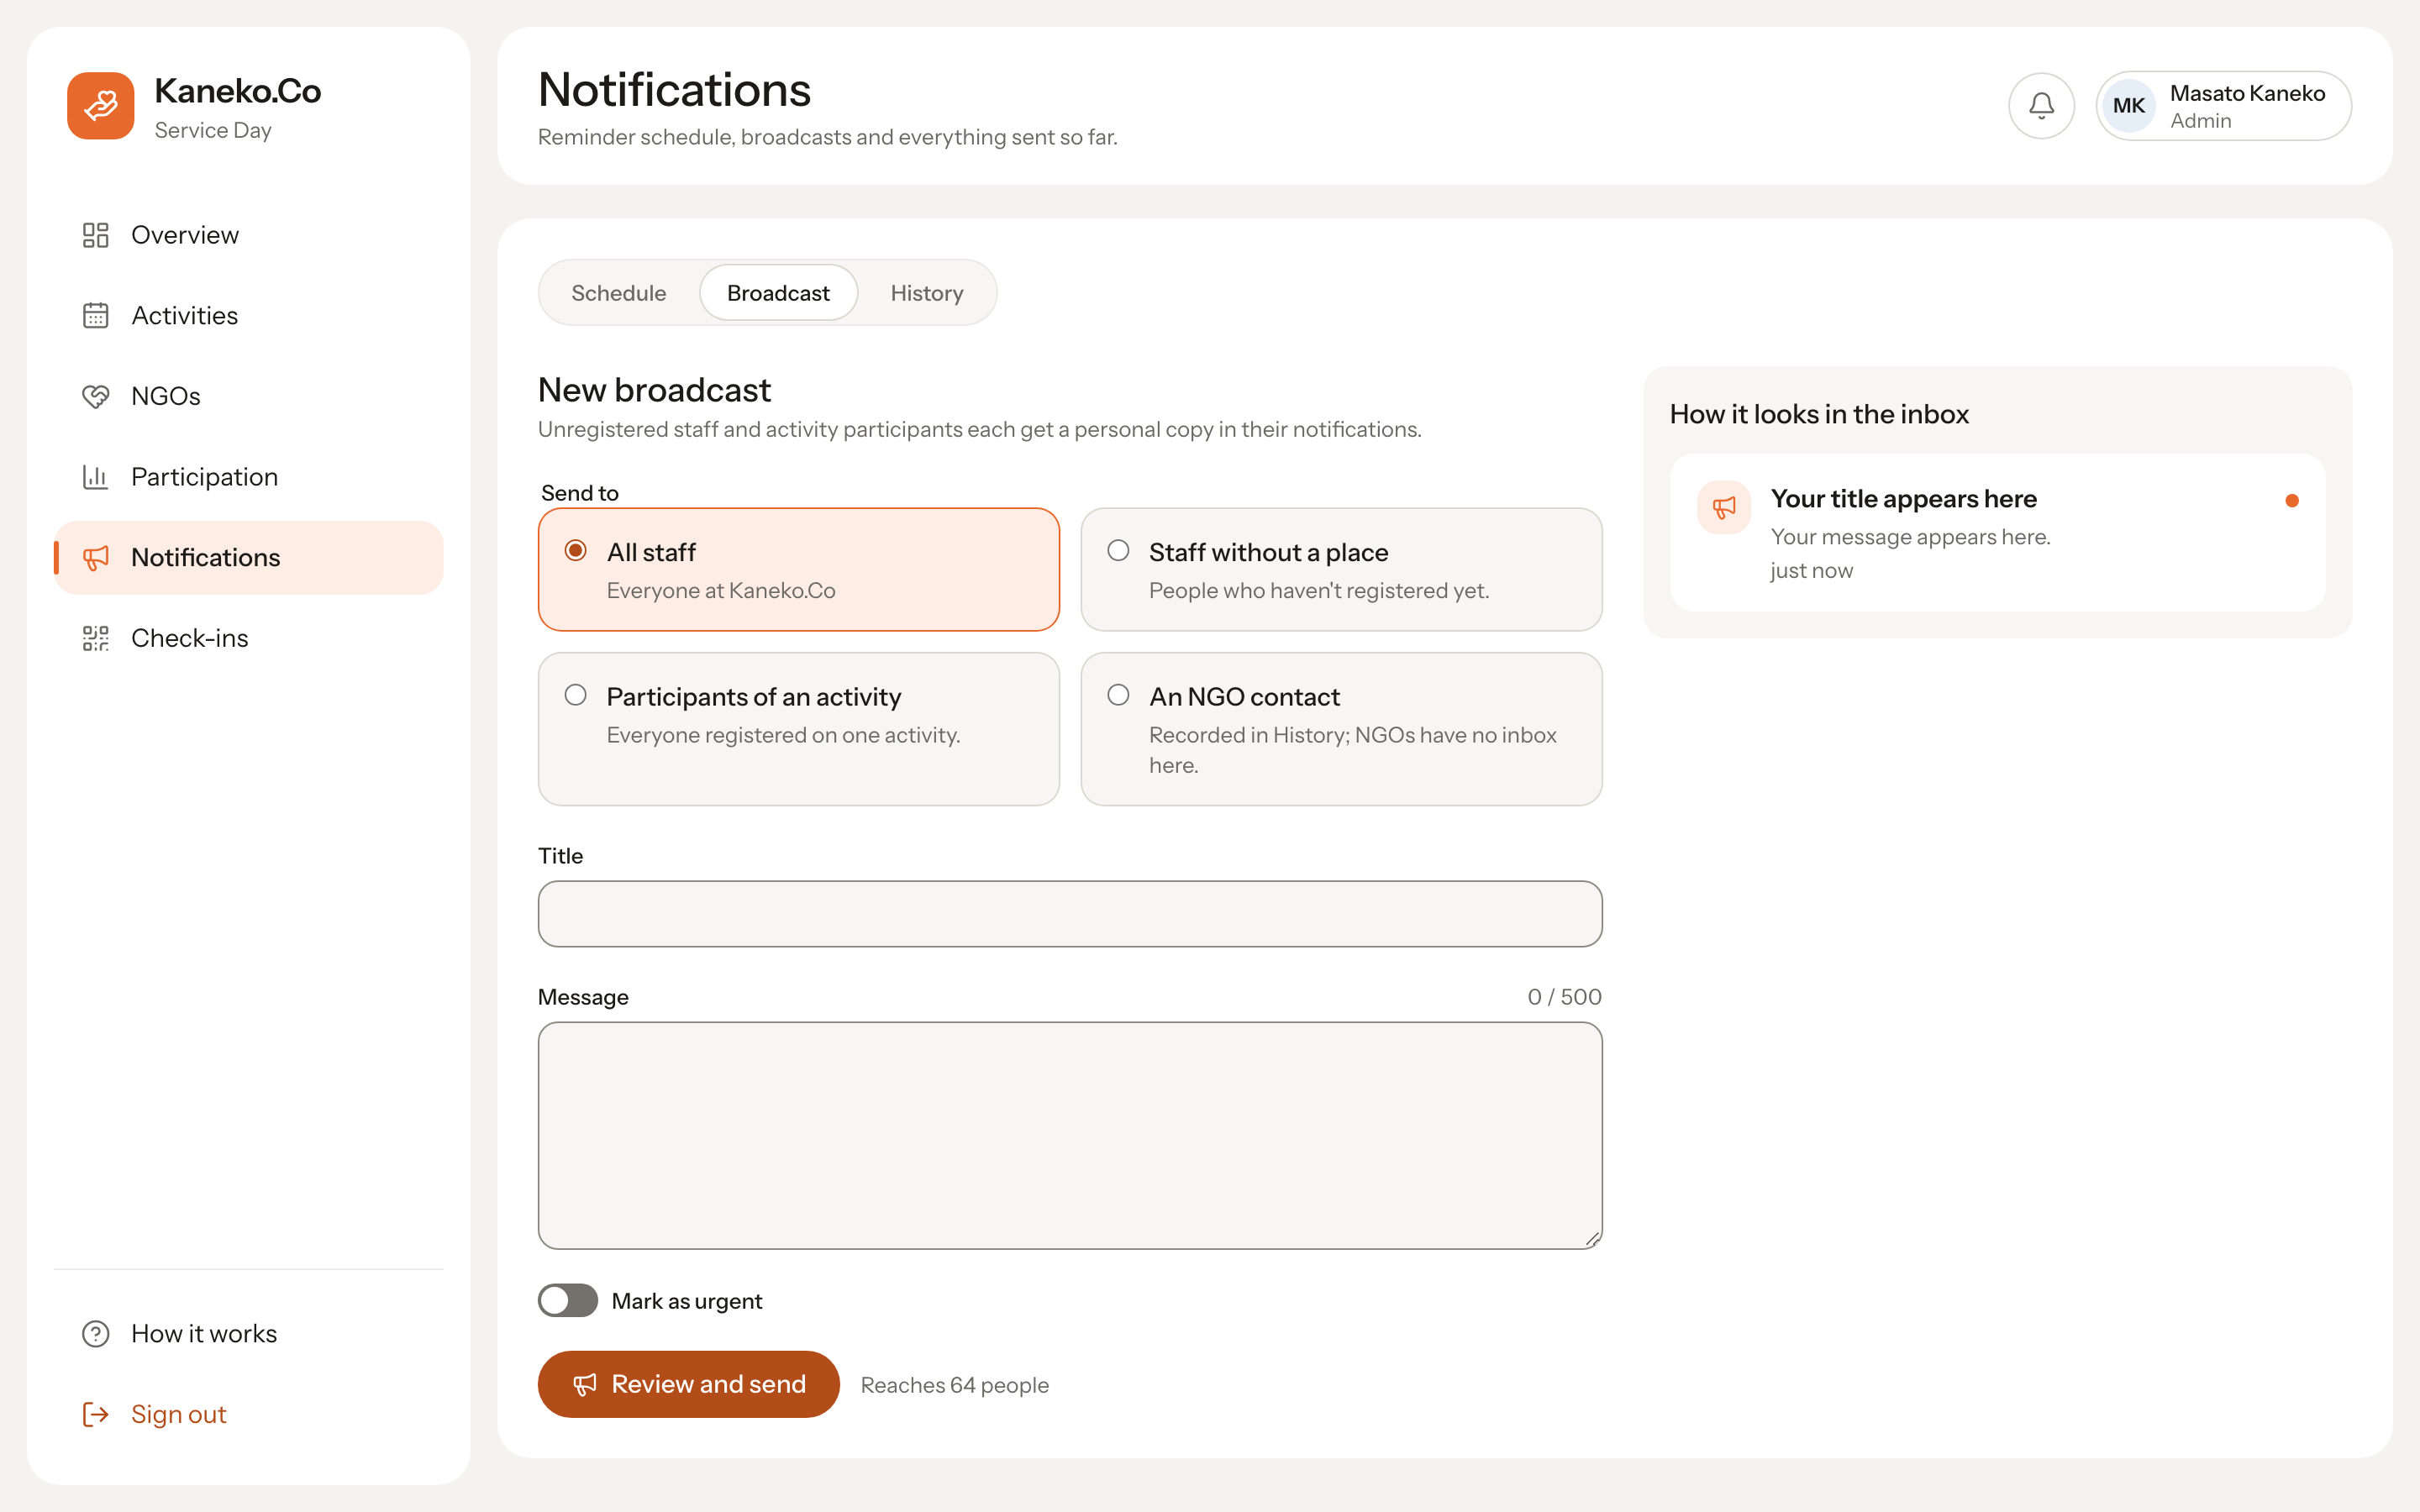 Kaneko.Co
Service Day
Overview
Activities
NGOs
Participation
Notifications
Check-ins
How it works
Sign out
Notifications
Reminder schedule, broadcasts and everything sent so far.
MK
Masato Kaneko
Admin
Schedule
Broadcast
History
New broadcast
Unregistered staff and activity participants each get a personal copy in their notifications.
Send to
All staff
Everyone at Kaneko.Co
Staff without a place
People who haven't registered yet.
Participants of an activity
Everyone registered on one activity.
An NGO contact
Recorded in History; NGOs have no inbox
here.
Title
Message
0 / 500
Mark as urgent
Review and send
Reaches 64 people
How it looks in the inbox
Your title appears here
Your message appears here.
just now